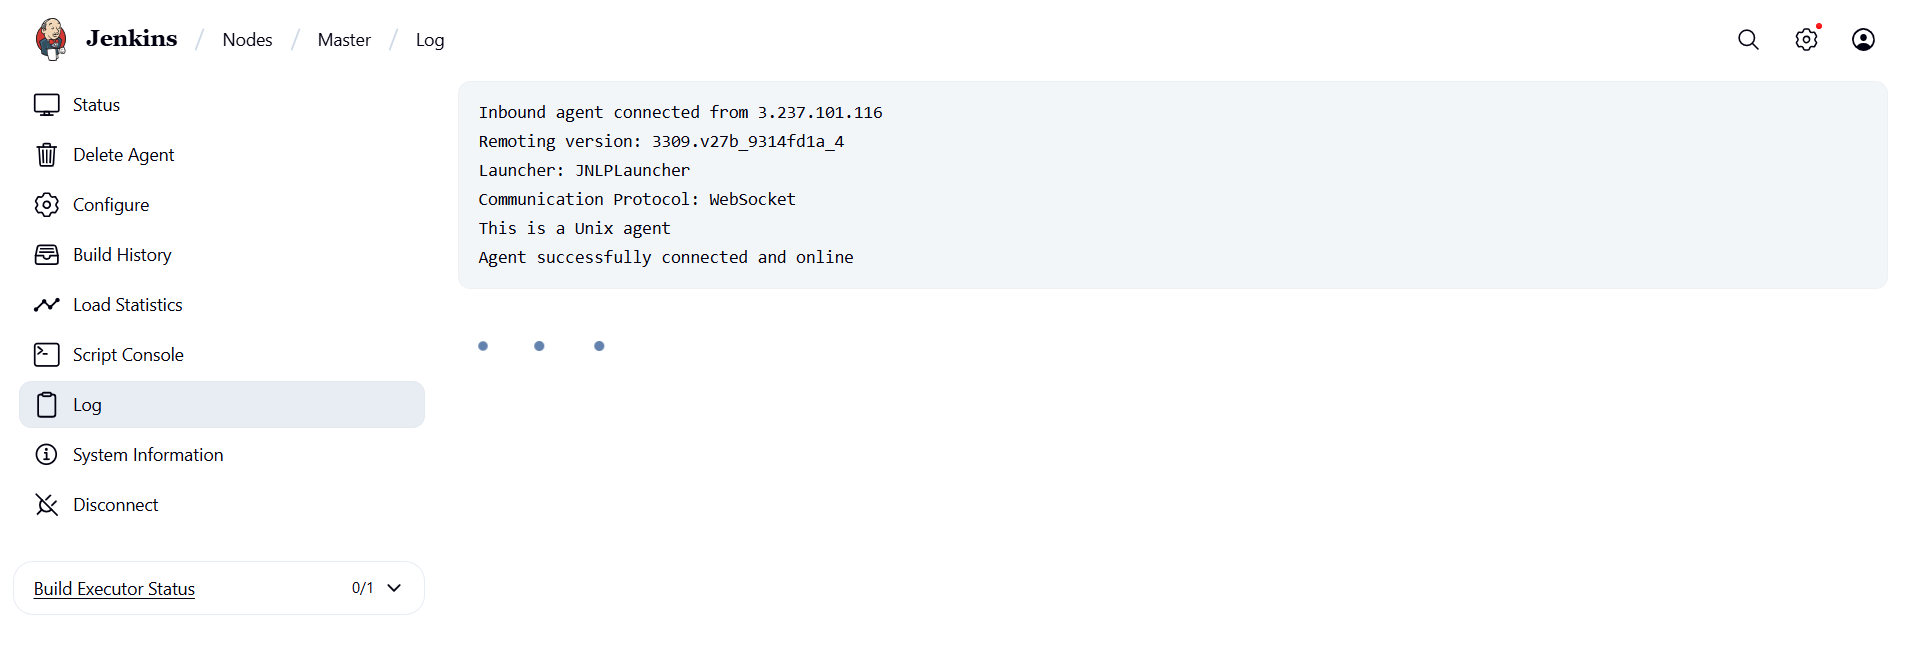 Jenkins / Nodes / Master / Log
Status
Delete Agent
Configure
Build History
Load Statistics
Script Console
Log
System Information
Disconnect
Build Executor Status 0/1
Inbound agent connected from 3.237.101.116
Remoting version: 3309.v27b_9314fd1a_4
Launcher: JNLPLauncher
Communication Protocol: WebSocket
This is a Unix agent
Agent successfully connected and online